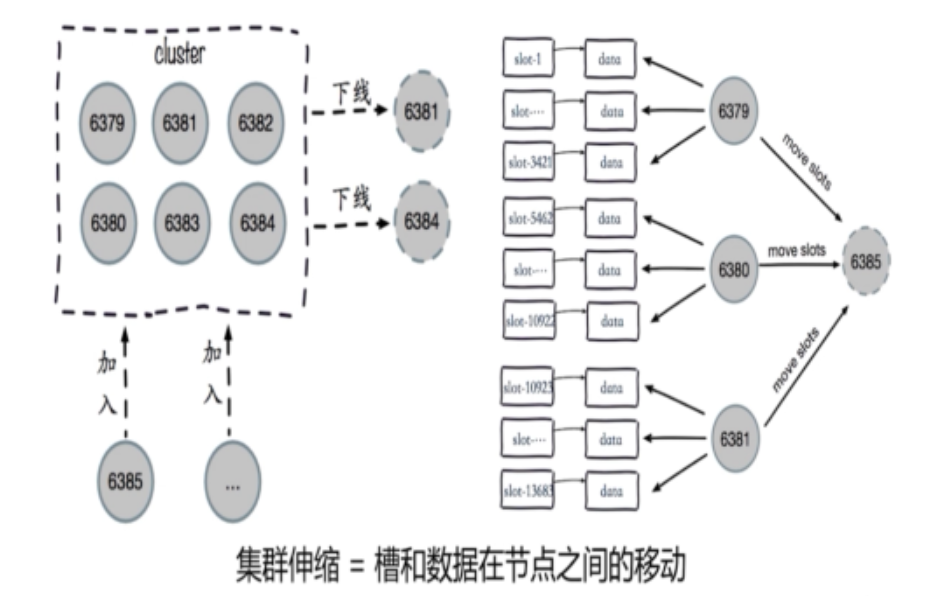 cluster
6379 6381 6382
6380 6383 6384
下线
6381
下线
6384
加入
加入
6385
...
slot-1 data
slot-··· data
slot-3421 data
6379
slot-5462 data
slot-··· data
slot-10922 data
6380
slot-10923 data
slot-··· data
slot-13683 data
6381
move slots
move slots
move slots
6385
集群伸缩 = 槽和数据在节点之间的移动